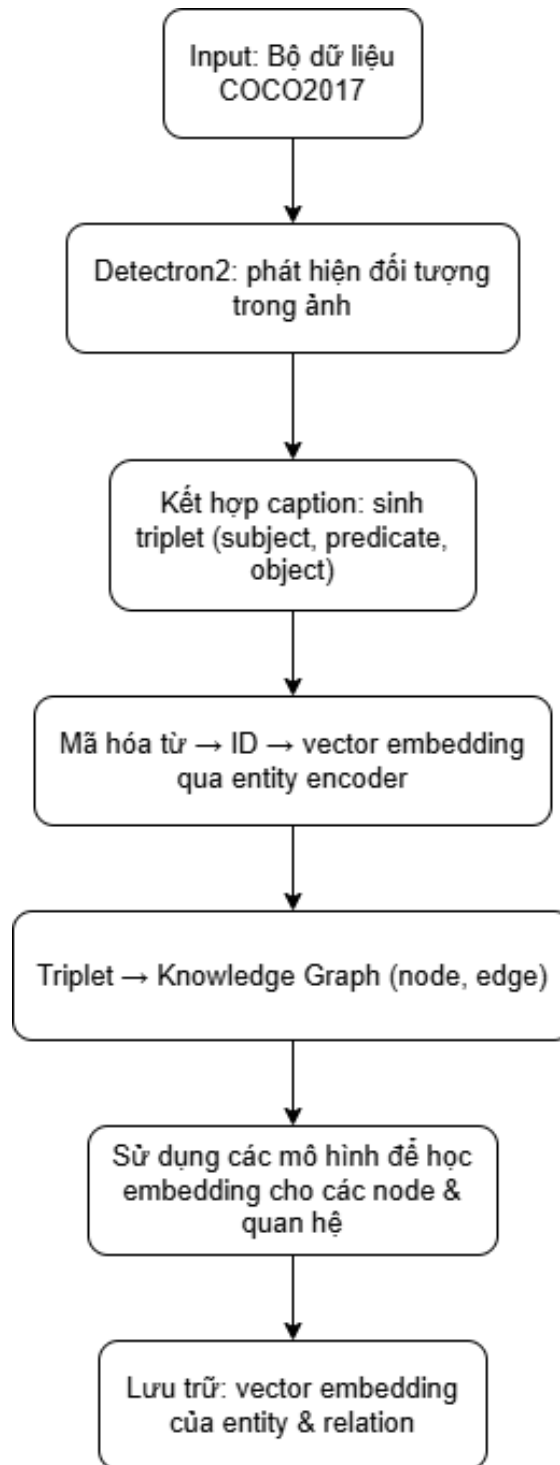 Input: Bộ dữ liệu
COCO2017
Detectron2: phát hiện đối tượng
trong ảnh
Kết hợp caption: sinh
triplet (subject, predicate,
object)
Mã hóa từ → ID → vector embedding
qua entity encoder
Triplet → Knowledge Graph (node, edge)
Sử dụng các mô hình để học
embedding cho các node &
quan hệ
Lưu trữ: vector embedding
của entity & relation